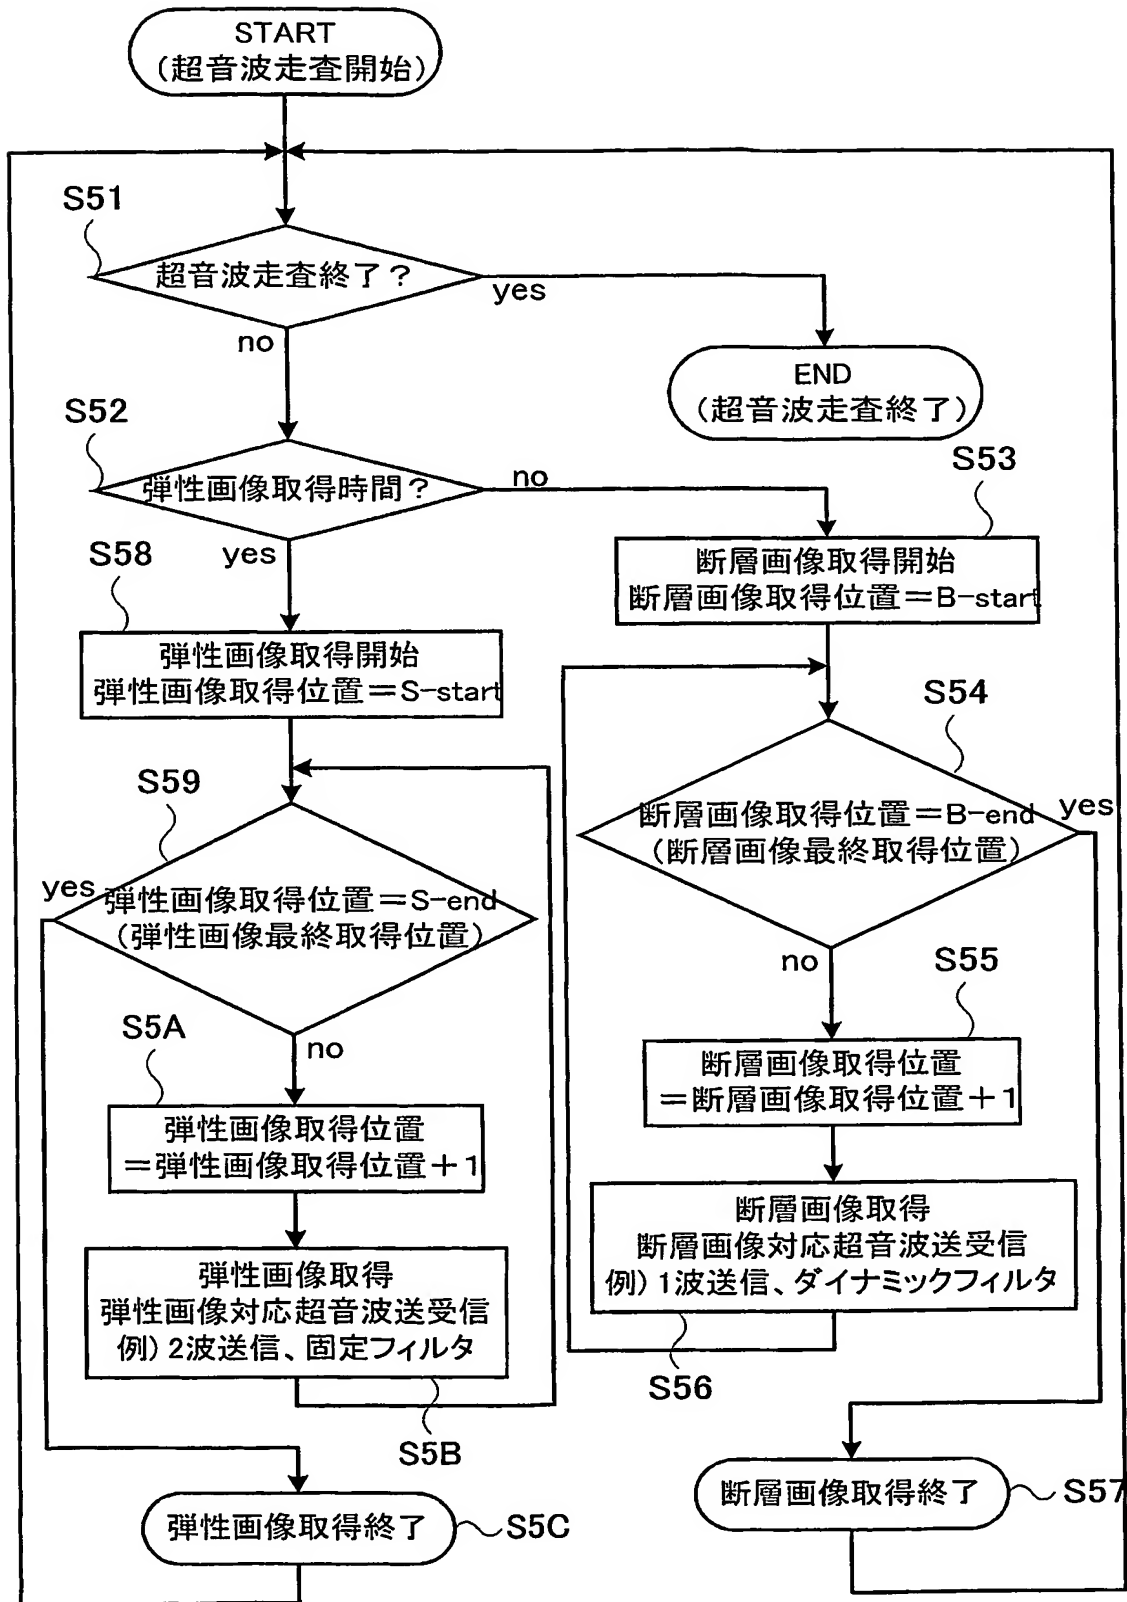 START
(超音波走査開始)
S51
超音波走査終了?
yes
no
END
(超音波走査終了)
S52
弾性画像取得時間?
no
yes
S53
断層画像取得開始
断層画像取得位置=B-start
S58
弾性画像取得開始
弾性画像取得位置=S-start
S54
断層画像取得位置=B-end
(断層画像最終取得位置)
yes
no
S59
弾性画像取得位置=S-end
(弾性画像最終取得位置)
yes
no
S55
断層画像取得位置
=断層画像取得位置+1
S5A
弾性画像取得位置
=弾性画像取得位置+1
断層画像取得
断層画像対応超音波送受信
例)1波送信、ダイナミックフィルタ
S56
弾性画像取得
弾性画像対応超音波送受信
例)2波送信、固定フィルタ
S5B
断層画像取得終了
S57
弾性画像取得終了
S5C